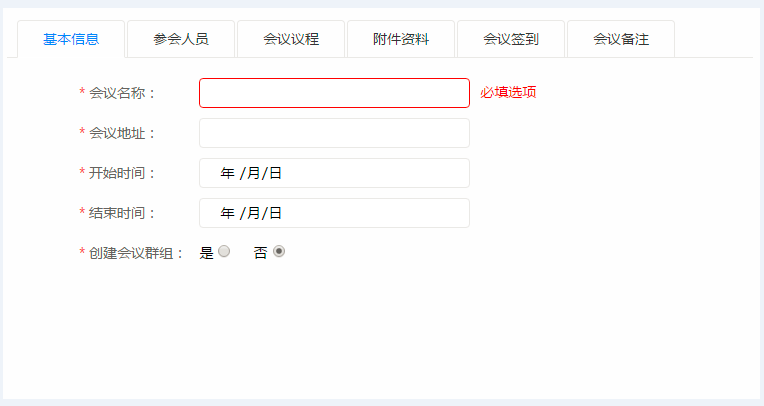 基本信息 参会人员 会议议程 附件资料 会议签到 会议备注
* 会议名称： 必填选项
* 会议地址：
* 开始时间： 年 /月/日
* 结束时间： 年 /月/日
* 创建会议群组： 是 否